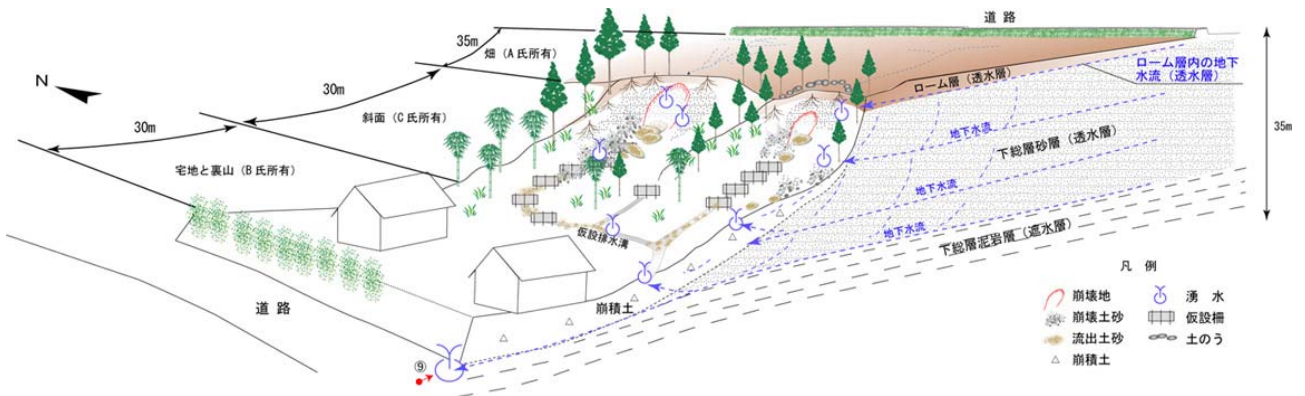 道 路
35m
畑（A氏所有）
N
30m
斜面（C氏所有）
30m
宅地と裏山（B氏所有）
ローム層（透水層）
ローム層内の地下
水流（透水層）
地下水流
下総層砂層（透水層）
35m
地下水流
地下水流
下総層泥岩層（遮水層）
仮設排水溝
道 路
崩積土
⑨
凡 例
崩壊地
湧 水
崩壊土砂
仮設柵
流出土砂
土のう
崩積土